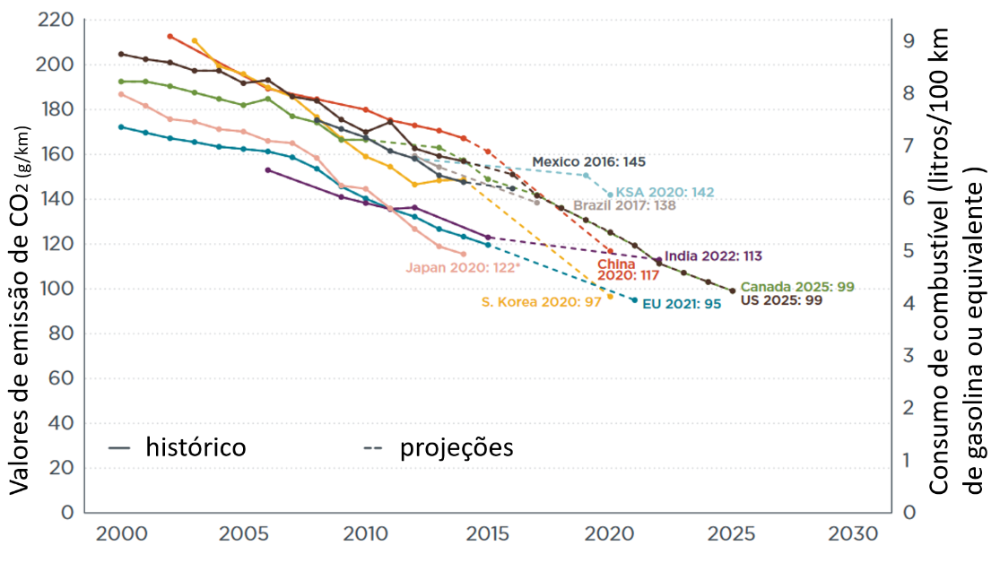 Valores de emissão de CO2 (g/km)
220
200
180
160
140
120
100
80
60
40
20
0
Mexico 2016: 145
KSA 2020: 142
Brazil 2017: 138
India 2022: 113
China
2020: 117
Japan 2020: 122*
Canada 2025: 99
US 2025: 99
S. Korea 2020: 97
EU 2021: 95
histórico
projeções
2000
2005
2010
2015
2020
2025
2030
9
8
7
6
5
4
3
2
1
0
Consumo de combustível (litros/100 km
de gasolina ou equivalente )